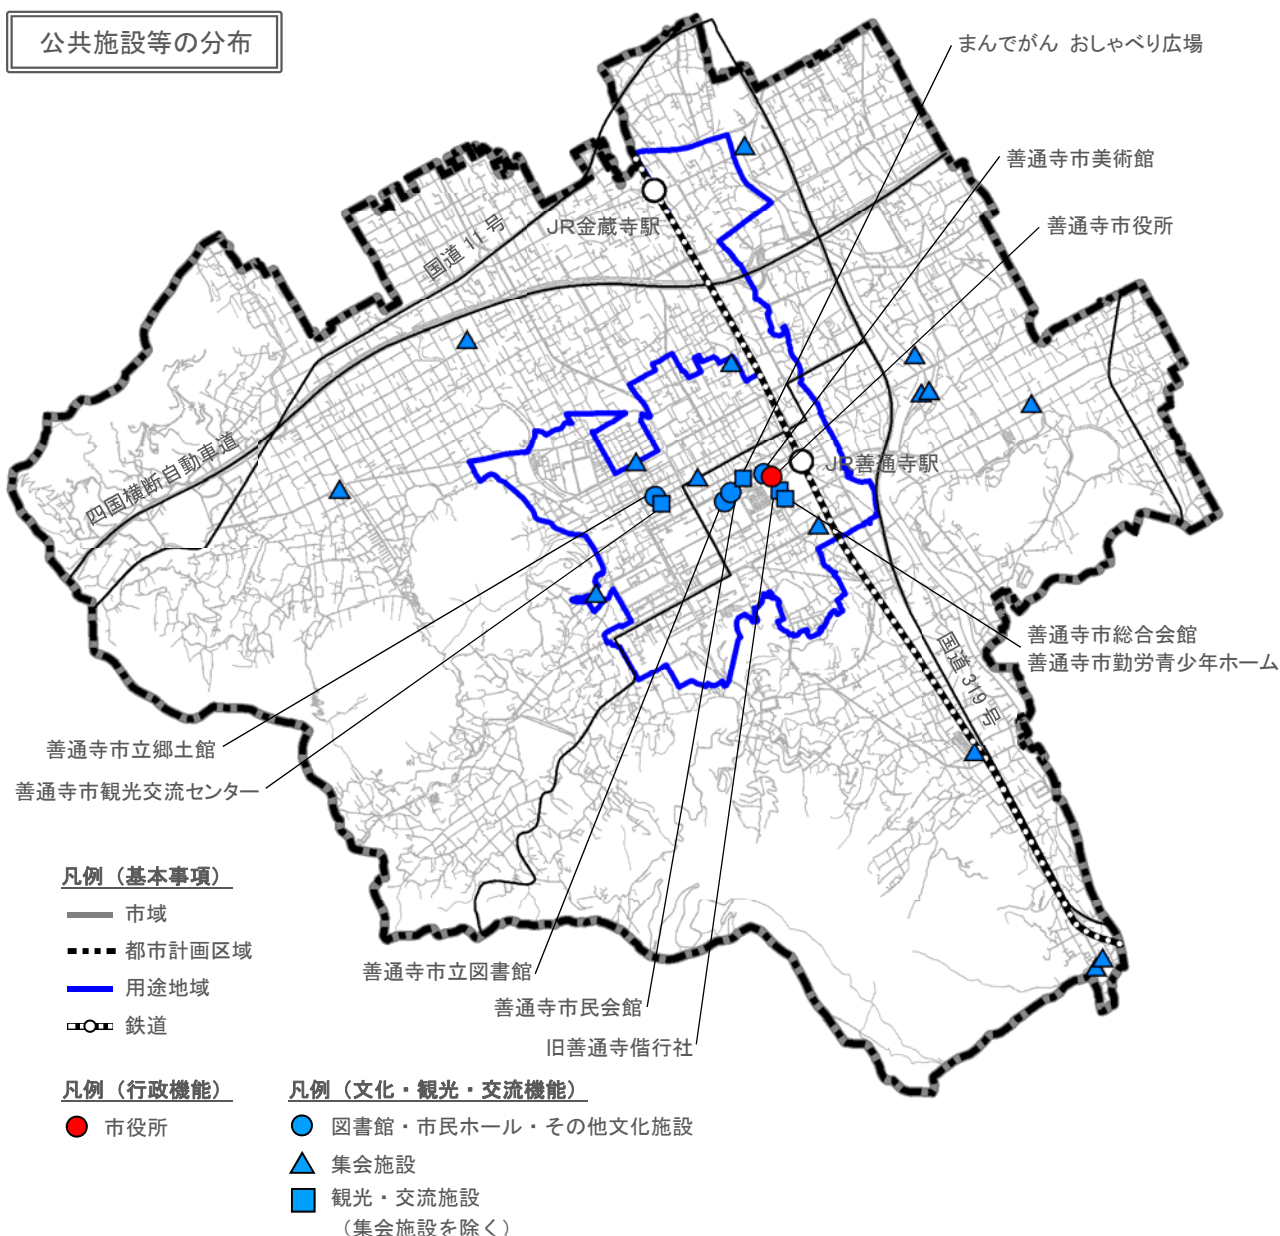 公共施設等の分布
まんでがん おしゃべり広場
善通寺市美術館
善通寺市役所
JR金蔵寺駅
国道 11 号
四国横断自動車道
JR善通寺駅
国道 319 号
善通寺市総合会館
善通寺市勤労青少年ホーム
善通寺市立郷土館
善通寺市観光交流センター
善通寺市立図書館
善通寺市民会館
旧善通寺偕行社
凡例（基本事項）
市域
都市計画区域
用途地域
鉄道
凡例（行政機能）
市役所
凡例（文化・観光・交流機能）
図書館・市民ホール・その他文化施設
集会施設
観光・交流施設
（集会施設を除く）